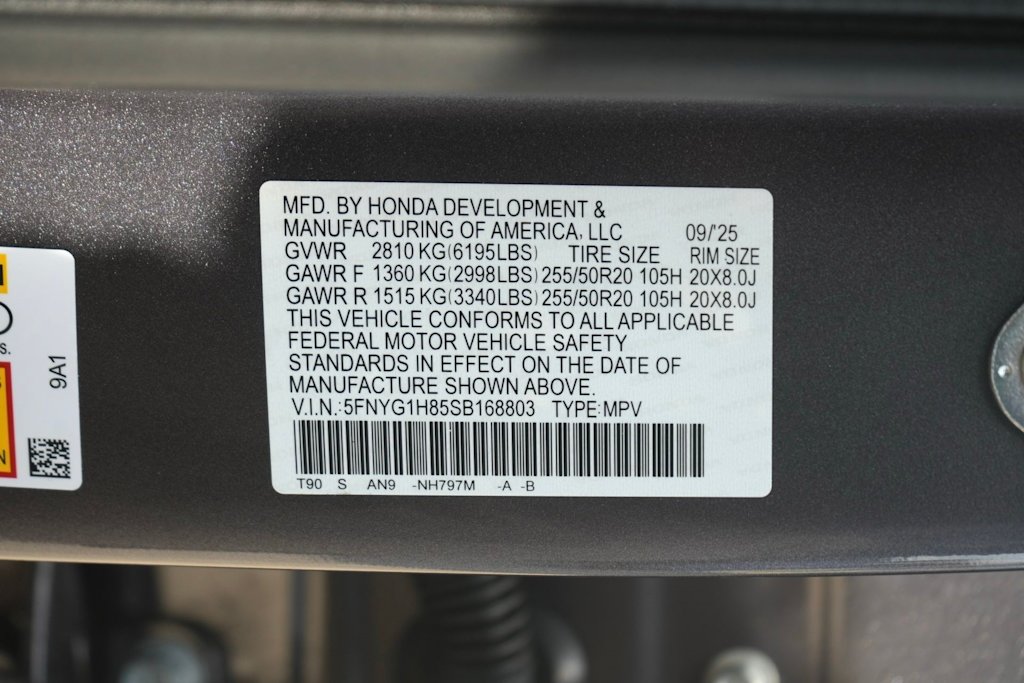 MFD. BY HONDA DEVELOPMENT &
MANUFACTURING OF AMERICA, LLC 09/'25
GVWR 2810 KG(6195LBS) TIRE SIZE RIM SIZE
GAWR F 1360 KG(2998LBS) 255/50R20 105H 20X8.0J
GAWR R 1515 KG(3340LBS) 255/50R20 105H 20X8.0J
THIS VEHICLE CONFORMS TO ALL APPLICABLE
FEDERAL MOTOR VEHICLE SAFETY
STANDARDS IN EFFECT ON THE DATE OF
MANUFACTURE SHOWN ABOVE.
V.I.N.:5FNYG1H85SB168803 TYPE:MPV
T90 S AN9 -NH797M -A -B
9A1